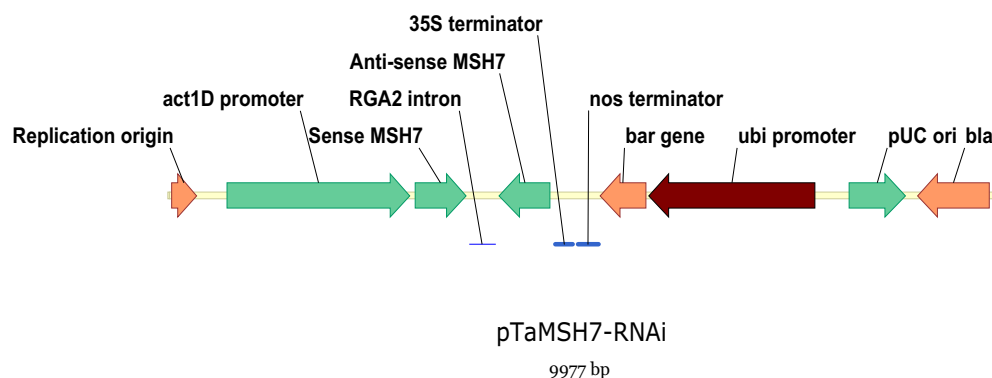 35S terminator
Anti-sense MSH7
act1D promoter RGA2 intron nos terminator
Replication origin Sense MSH7 bar gene ubi promoter pUC ori bla
pTaMSH7-RNAi
9977 bp